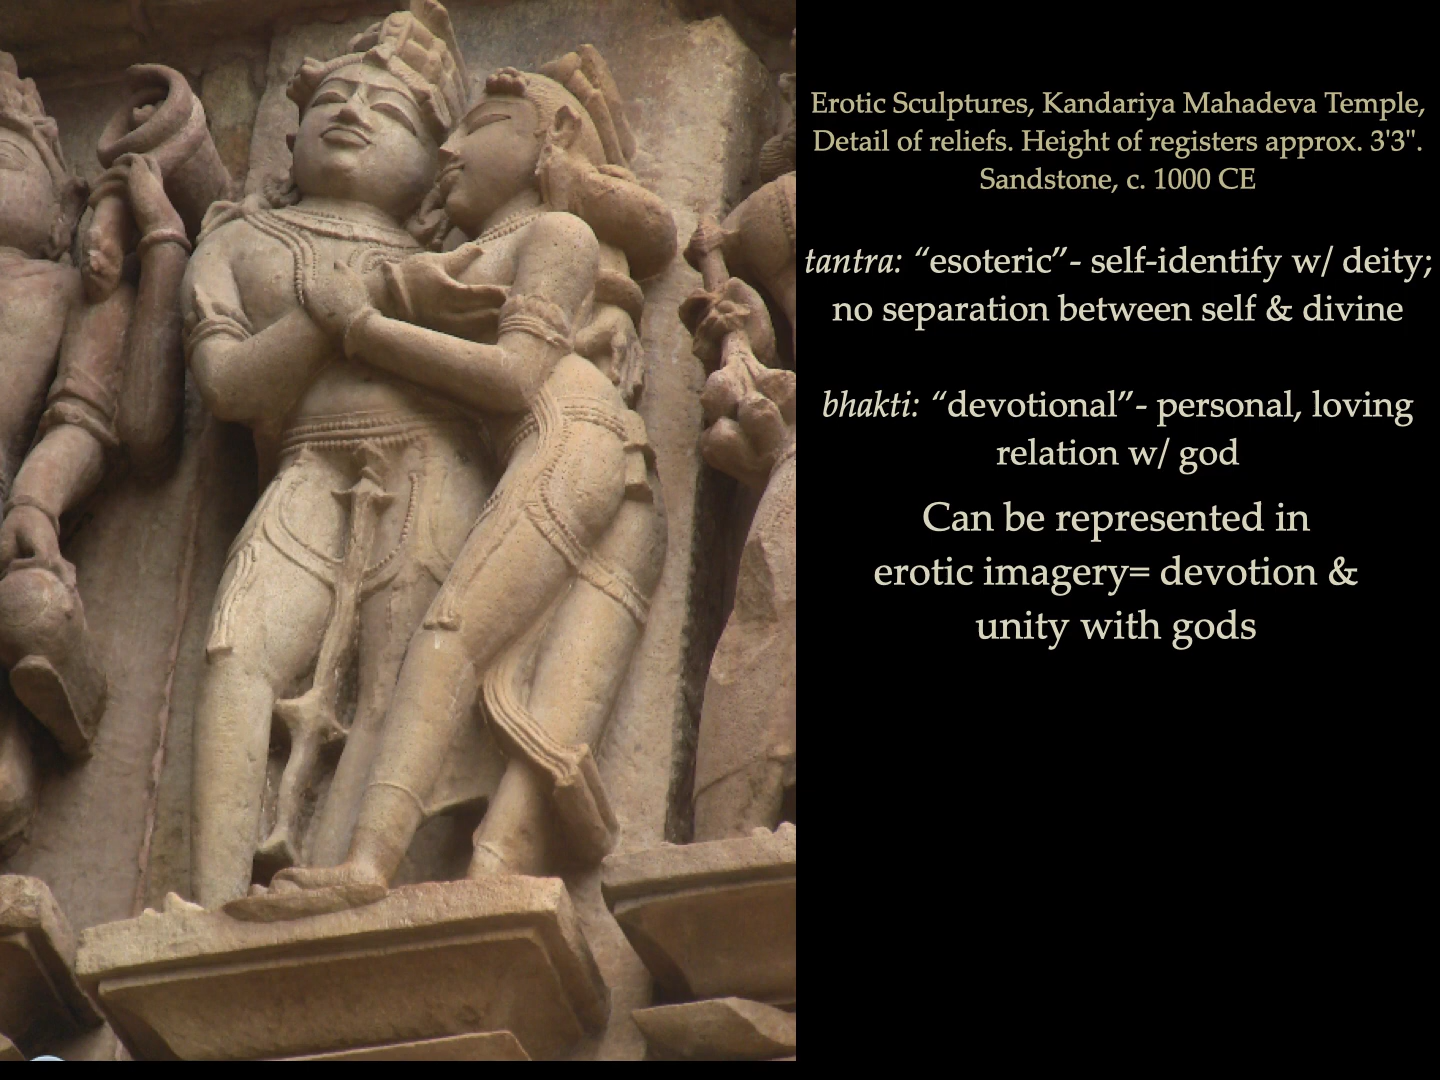 Erotic Sculptures, Kandariya Mahadeva Temple,
Detail of reliefs. Height of registers approx. 3'3".
Sandstone, c. 1000 CE
tantra: “esoteric”- self-identify w/ deity;
no separation between self & divine
bhakti: “devotional”- personal, loving
relation w/ god
Can be represented in
erotic imagery= devotion &
unity with gods